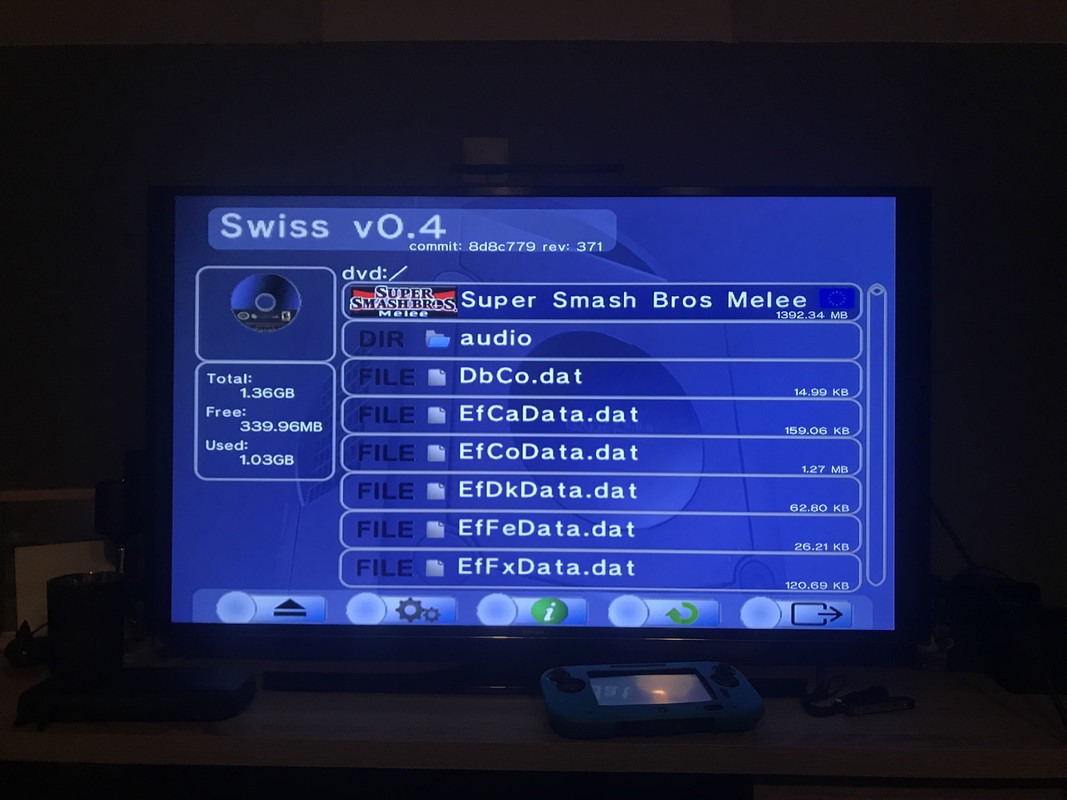 Swiss v0.4
commit: 8d8c779 rev: 371
dvd:/
SUPER
SMASH BROS.
Melee
Super Smash Bros Melee
1392.34 MB
DIR audio
FILE DbCo.dat
14.99 KB
FILE EfCaData.dat
159.06 KB
FILE EfCoData.dat
1.27 MB
FILE EfDkData.dat
62.80 KB
FILE EfFeData.dat
26.21 KB
FILE EfFxData.dat
120.69 KB
Total:
1.36GB
Free:
339.96MB
Used:
1.03GB
i